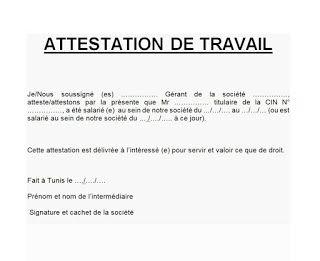 ATTESTATION DE TRAVAIL
Je/Nous soussigné (es) ................ Gérant de la société ...............,
atteste/attestons par la présente que Mr .............. titulaire de la CIN N°
..............., a été salarié (e) au sein de notre société du .../.../.... au .../.../... (ou est
salarié au sein de notre société du .../.../..... à ce jour).
Cette attestation est délivrée à l'intéressé (e) pour servir et valoir ce que de droit.
Fait à Tunis le ..../..../....
Prénom et nom de l'intermédiaire
Signature et cachet de la société